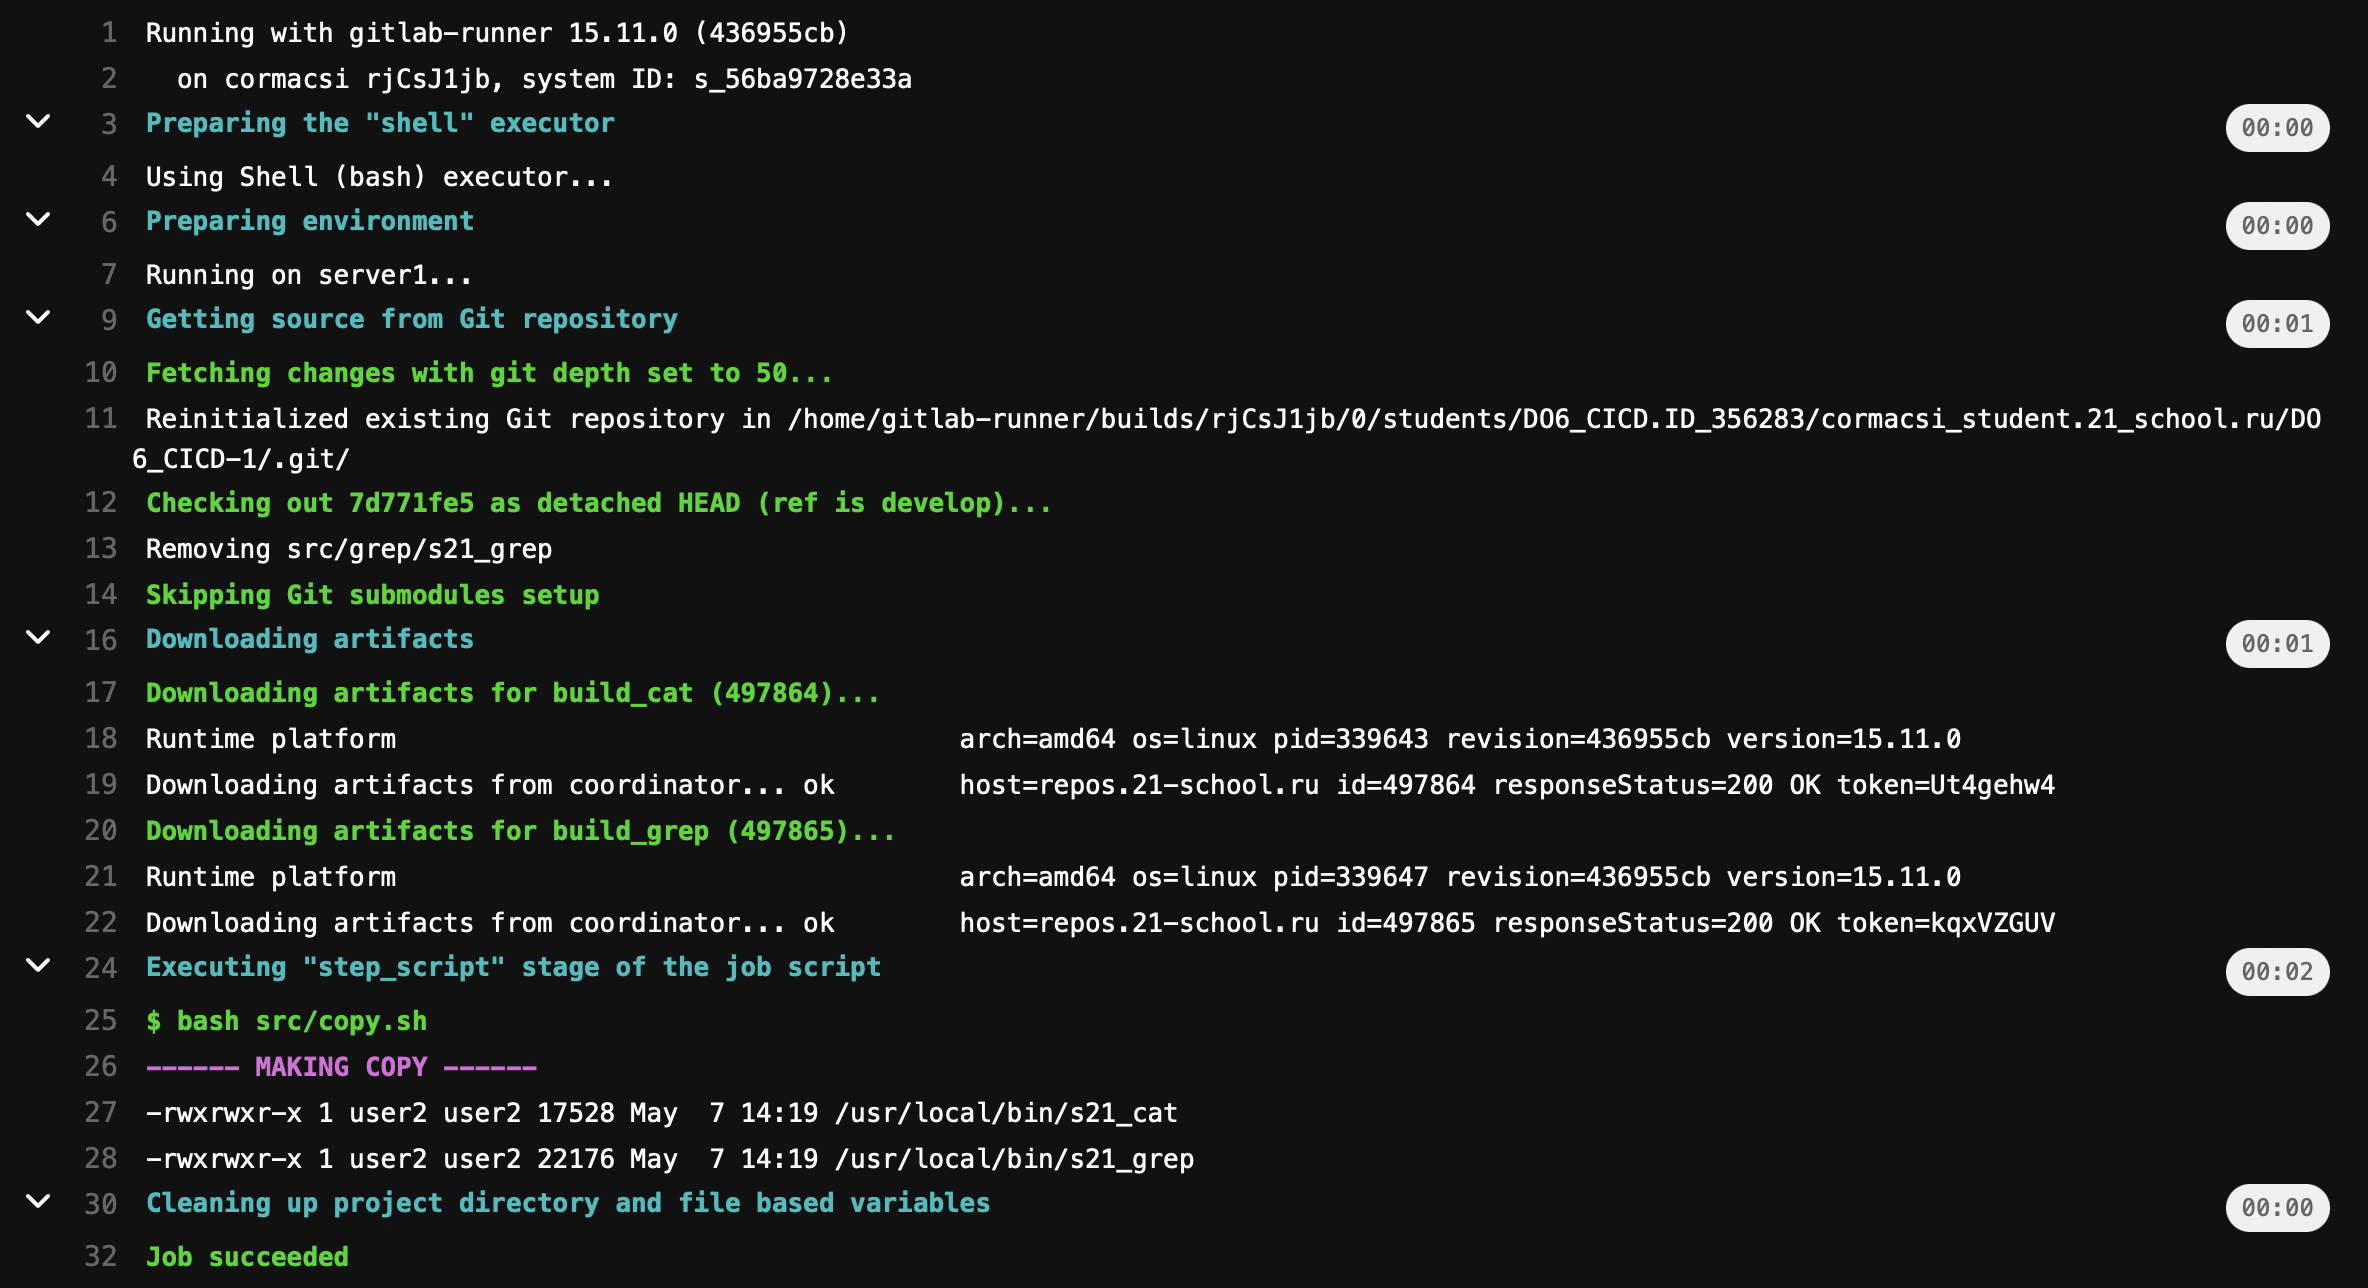 1 Running with gitlab-runner 15.11.0 (436955cb)
2 on cormacsi rjCsJ1jb, system ID: s_56ba9728e33a
3 Preparing the "shell" executor 00:00
4 Using Shell (bash) executor...
6 Preparing environment 00:00
7 Running on server1...
9 Getting source from Git repository 00:01
10 Fetching changes with git depth set to 50...
11 Reinitialized existing Git repository in /home/gitlab-runner/builds/rjCsJ1jb/0/students/DO6_CICD.ID_356283/cormacsi_student.21_school.ru/DO
6_CICD-1/.git/
12 Checking out 7d771fe5 as detached HEAD (ref is develop)...
13 Removing src/grep/s21_grep
14 Skipping Git submodules setup
16 Downloading artifacts 00:01
17 Downloading artifacts for build_cat (497864)...
18 Runtime platform arch=amd64 os=linux pid=339643 revision=436955cb version=15.11.0
19 Downloading artifacts from coordinator... ok host=repos.21-school.ru id=497864 responseStatus=200 OK token=Ut4gehw4
20 Downloading artifacts for build_grep (497865)...
21 Runtime platform arch=amd64 os=linux pid=339647 revision=436955cb version=15.11.0
22 Downloading artifacts from coordinator... ok host=repos.21-school.ru id=497865 responseStatus=200 OK token=kqxVZGUV
24 Executing "step_script" stage of the job script 00:02
25 $ bash src/copy.sh
26 ------ MAKING COPY ------
27 -rwxrwxr-x 1 user2 user2 17528 May  7 14:19 /usr/local/bin/s21_cat
28 -rwxrwxr-x 1 user2 user2 22176 May  7 14:19 /usr/local/bin/s21_grep
30 Cleaning up project directory and file based variables 00:00
32 Job succeeded